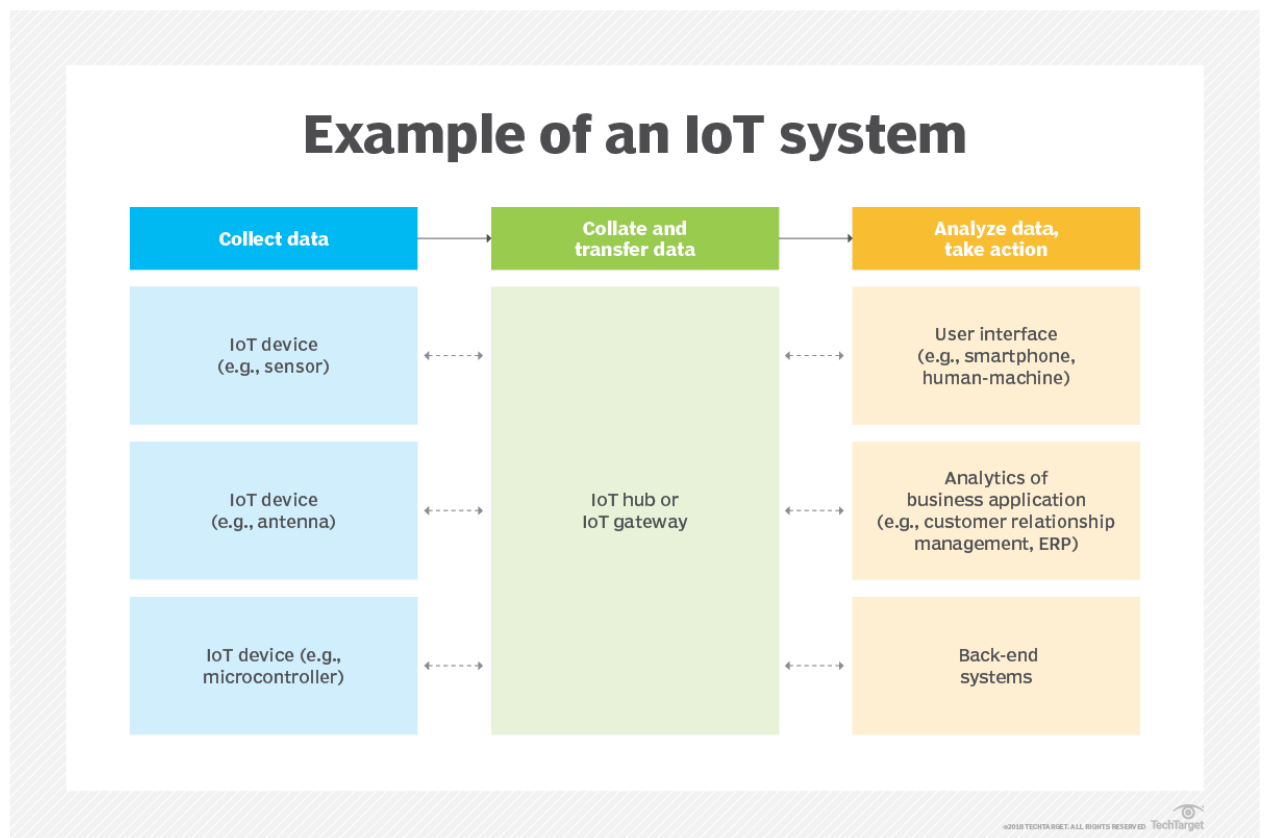 Example of an IoT system
Collect data
Collate and
transfer data
Analyze data,
take action
IoT device
(e.g., sensor)
IoT device
(e.g., antenna)
IoT device (e.g.,
microcontroller)
IoT hub or
IoT gateway
User interface
(e.g., smartphone,
human-machine)
Analytics of
business application
(e.g., customer relationship
management, ERP)
Back-end
systems
©2018 TECHTARGET. ALL RIGHTS RESERVED TechTarget